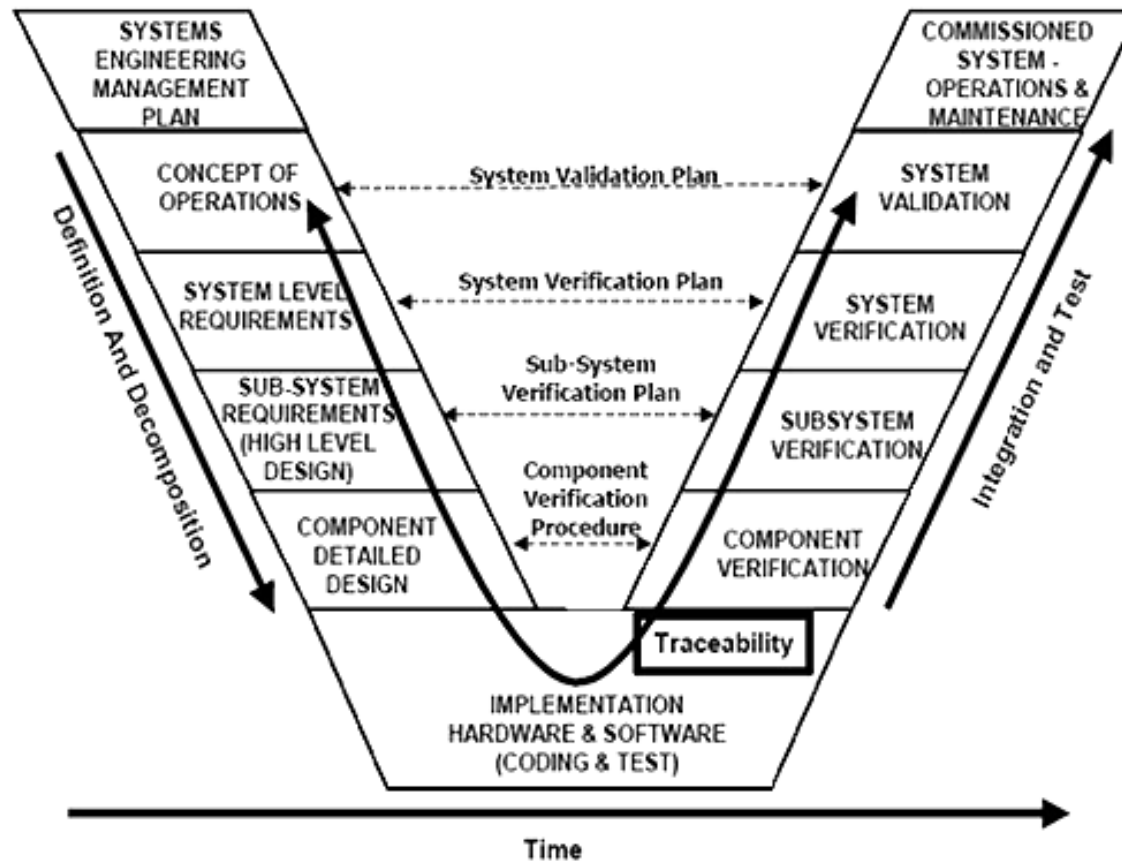 SYSTEMS
ENGINEERING
MANAGEMENT
PLAN
COMMISSIONED
SYSTEM -
OPERATIONS &
MAINTENANCE
CONCEPT OF
OPERATIONS
System Validation Plan
SYSTEM
VALIDATION
Definition And Decomposition
SYSTEM LEVEL
REQUIREMENTS
System Verification Plan
SYSTEM
VERIFICATION
Integration and Test
SUB-SYSTEM
REQUIREMENTS
(HIGH LEVEL
DESIGN)
Sub-System
Verification Plan
SUBSYSTEM
VERIFICATION
COMPONENT
DETAILED
DESIGN
Component
Verification
Procedure
COMPONENT
VERIFICATION
Traceability
IMPLEMENTATION
HARDWARE & SOFTWARE
(CODING & TEST)
Time